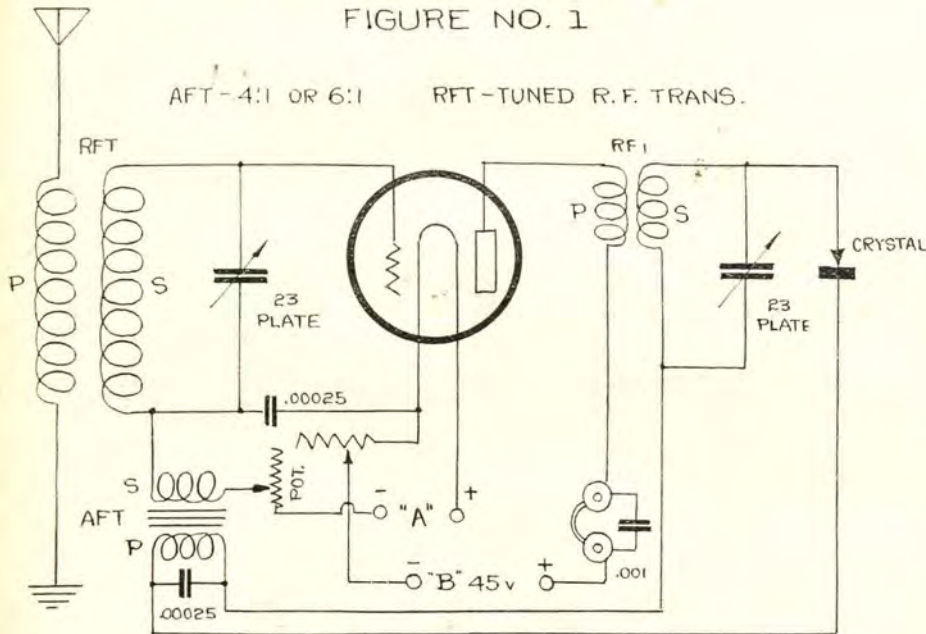 FIGURE NO. 1
AFT-4:1 OR 6:1 RFT-TUNED R.F. TRANS.
RFT
RF1
P
S
P
S
23
PLATE
CRYSTAL
23
PLATE
.00025
POT.
S
AFT
P
- "A" +
.001
- "B" 45v +
.00025